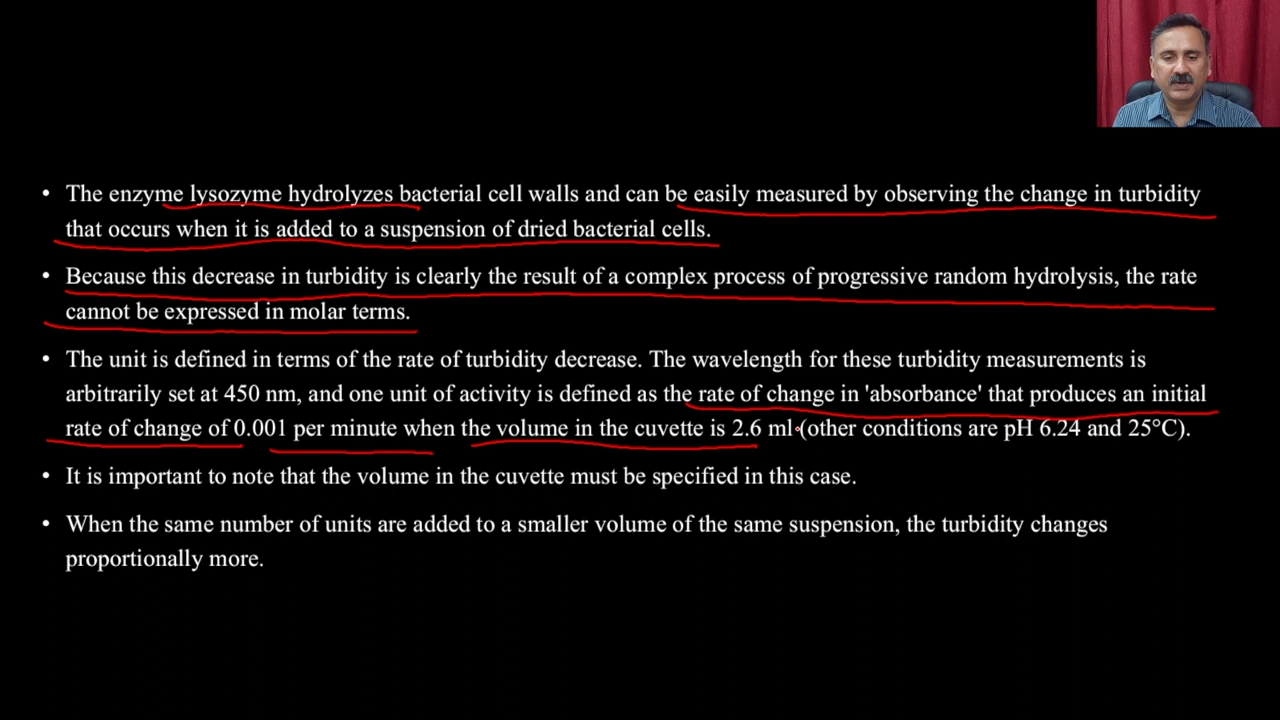 • The enzyme lysozyme hydrolyzes bacterial cell walls and can be easily measured by observing the change in turbidity
that occurs when it is added to a suspension of dried bacterial cells.
• Because this decrease in turbidity is clearly the result of a complex process of progressive random hydrolysis, the rate
cannot be expressed in molar terms.
• The unit is defined in terms of the rate of turbidity decrease. The wavelength for these turbidity measurements is
arbitrarily set at 450 nm, and one unit of activity is defined as the rate of change in 'absorbance' that produces an initial
rate of change of 0.001 per minute when the volume in the cuvette is 2.6 ml (other conditions are pH 6.24 and 25°C).
• It is important to note that the volume in the cuvette must be specified in this case.
• When the same number of units are added to a smaller volume of the same suspension, the turbidity changes
proportionally more.